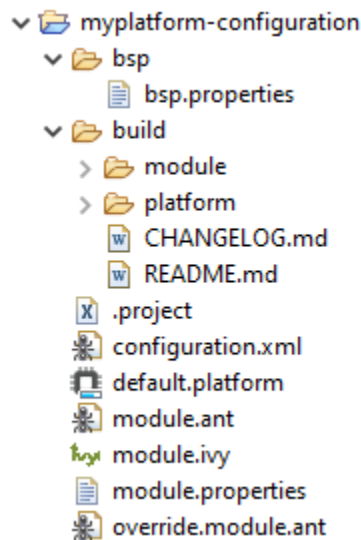 myplatform-configuration
bsp
bsp.properties
build
module
platform
CHANGELOG.md
README.md
.project
configuration.xml
default.platform
module.ant
module.ivy
module.properties
override.module.ant